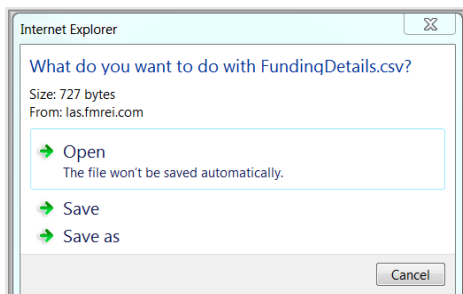 Internet Explorer
What do you want to do with FundingDetails.csv?
Size: 727 bytes
From: las.fmrei.com
Open
The file won't be saved automatically.
Save
Save as
Cancel